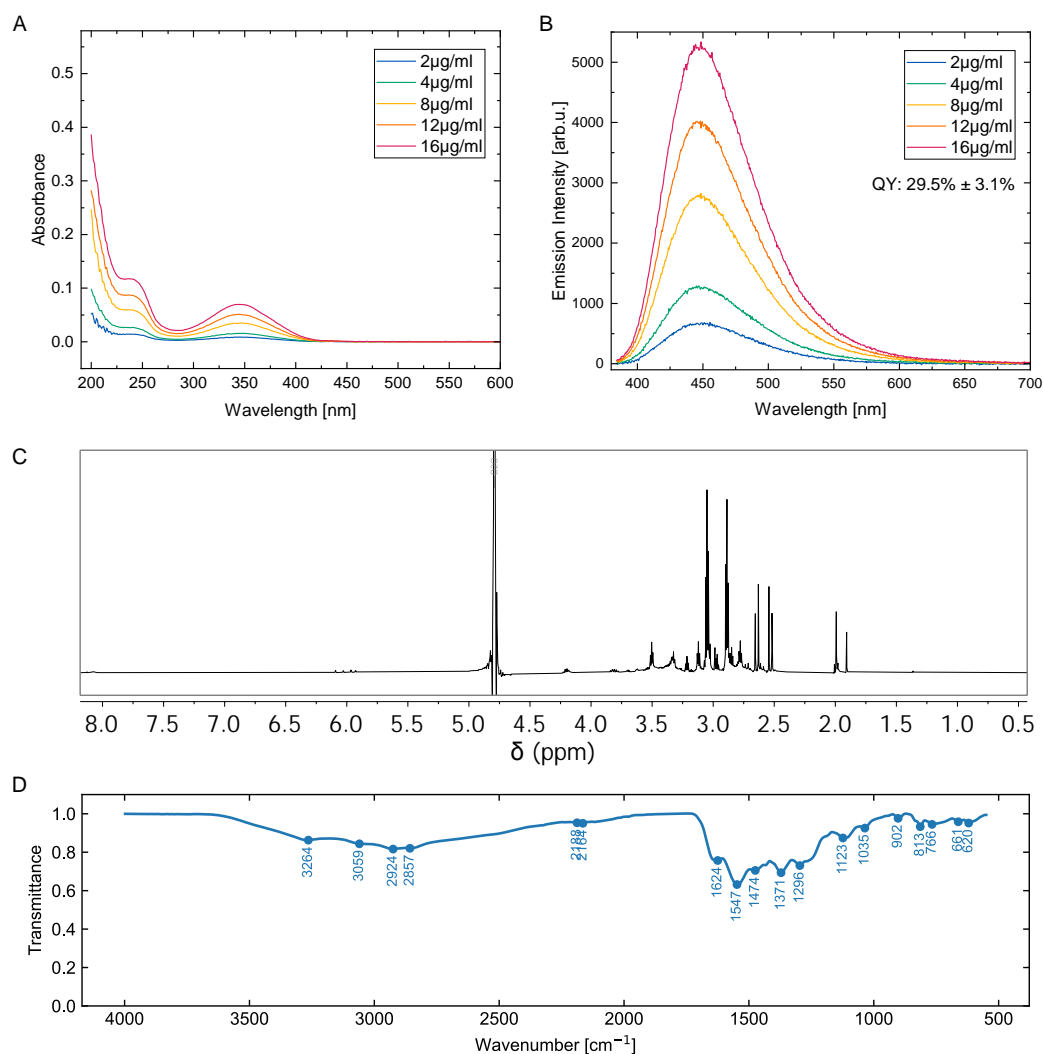 A
0.5
0.4
0.3
0.2
0.1
0.0
Absorbance
2µg/ml
4µg/ml
8µg/ml
12µg/ml
16µg/ml
200 250 300 350 400 450 500 550 600
Wavelength [nm]
B
5000
4000
3000
2000
1000
0
Emission Intensity [arb.u.]
2µg/ml
4µg/ml
8µg/ml
12µg/ml
16µg/ml
QY: 29.5% ± 3.1%
400 450 500 550 600 650 700
Wavelength [nm]
C
8.0 7.5 7.0 6.5 6.0 5.5 5.0 4.5 4.0 3.5 3.0 2.5 2.0 1.5 1.0 0.5
δ (ppm)
D
1.0
0.8
0.6
0.4
0.2
0.0
Transmittance
3264
3059
2924
2857
2188
2164
1624
1547
1474
1371
1296
1123
1035
902
813
766
661
620
4000 3500 3000 2500 2000 1500 1000 500
Wavenumber [cm⁻¹]